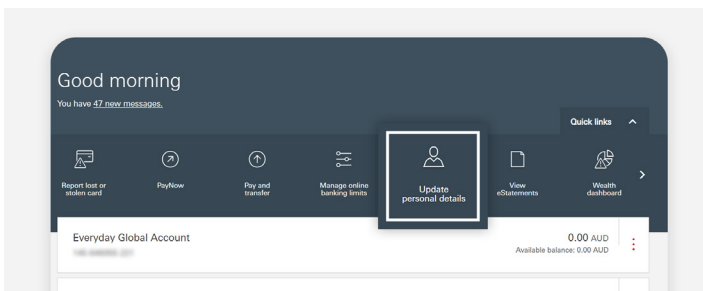 Good morning
You have 47 new messages.
Quick links
Report lost or
stolen card
PayNow
Pay and
transfer
Manage online
banking limits
Update
personal details
View
eStatements
Wealth
dashboard
Everyday Global Account
0.00 AUD
Available balance: 0.00 AUD